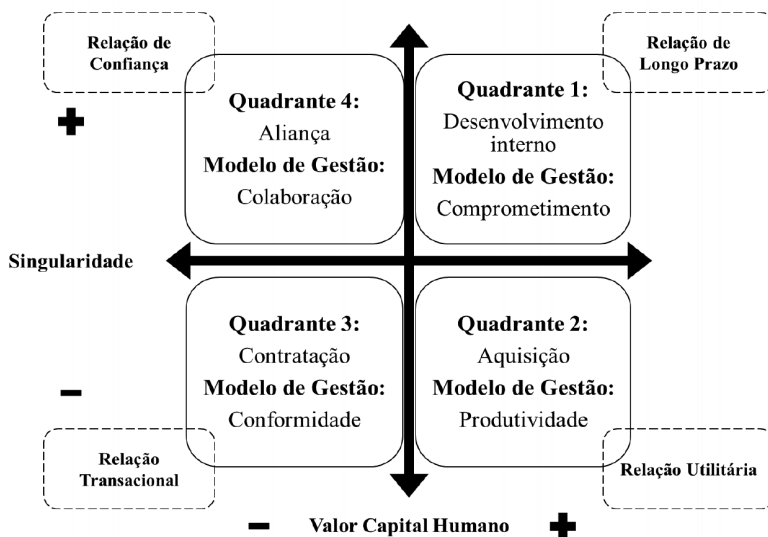 Relação de
Confiança
Relação de
Longo Prazo
+
Quadrante 4:
Aliança
Modelo de Gestão:
Colaboração
Quadrante 1:
Desenvolvimento
interno
Modelo de Gestão:
Comprometimento
Singularidade
Quadrante 3:
Contratação
Modelo de Gestão:
Conformidade
Quadrante 2:
Aquisição
Modelo de Gestão:
Produtividade
−
Relação
Transacional
Relação Utilitária
− Valor Capital Humano +